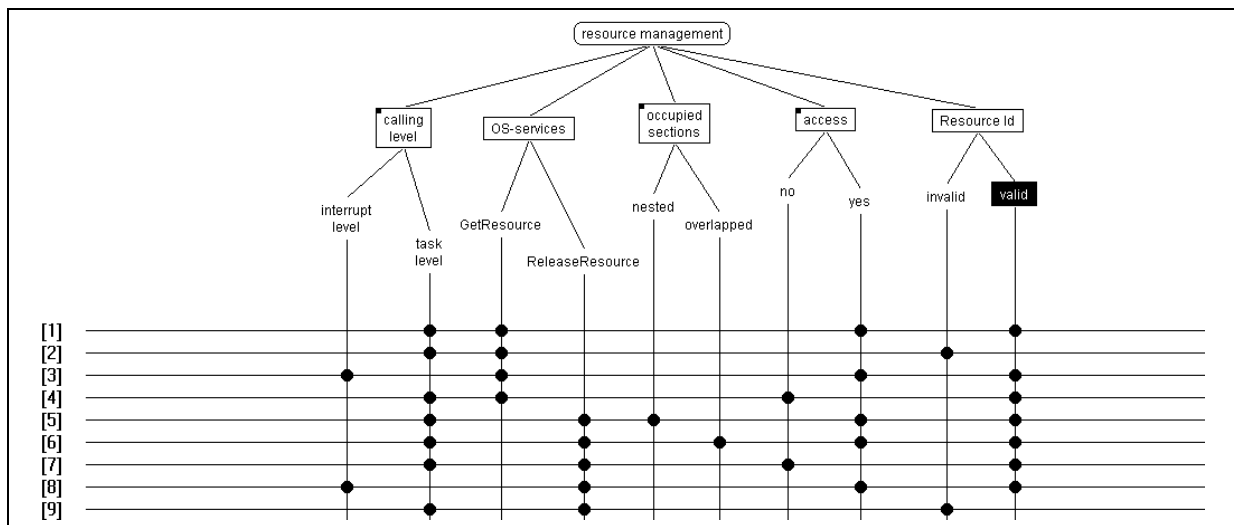 resource management
calling
level
OS-services
occupied
sections
access
Resource Id
interrupt
level
task
level
GetResource
ReleaseResource
nested
overlapped
no
yes
invalid
valid
[1]
[2]
[3]
[4]
[5]
[6]
[7]
[8]
[9]